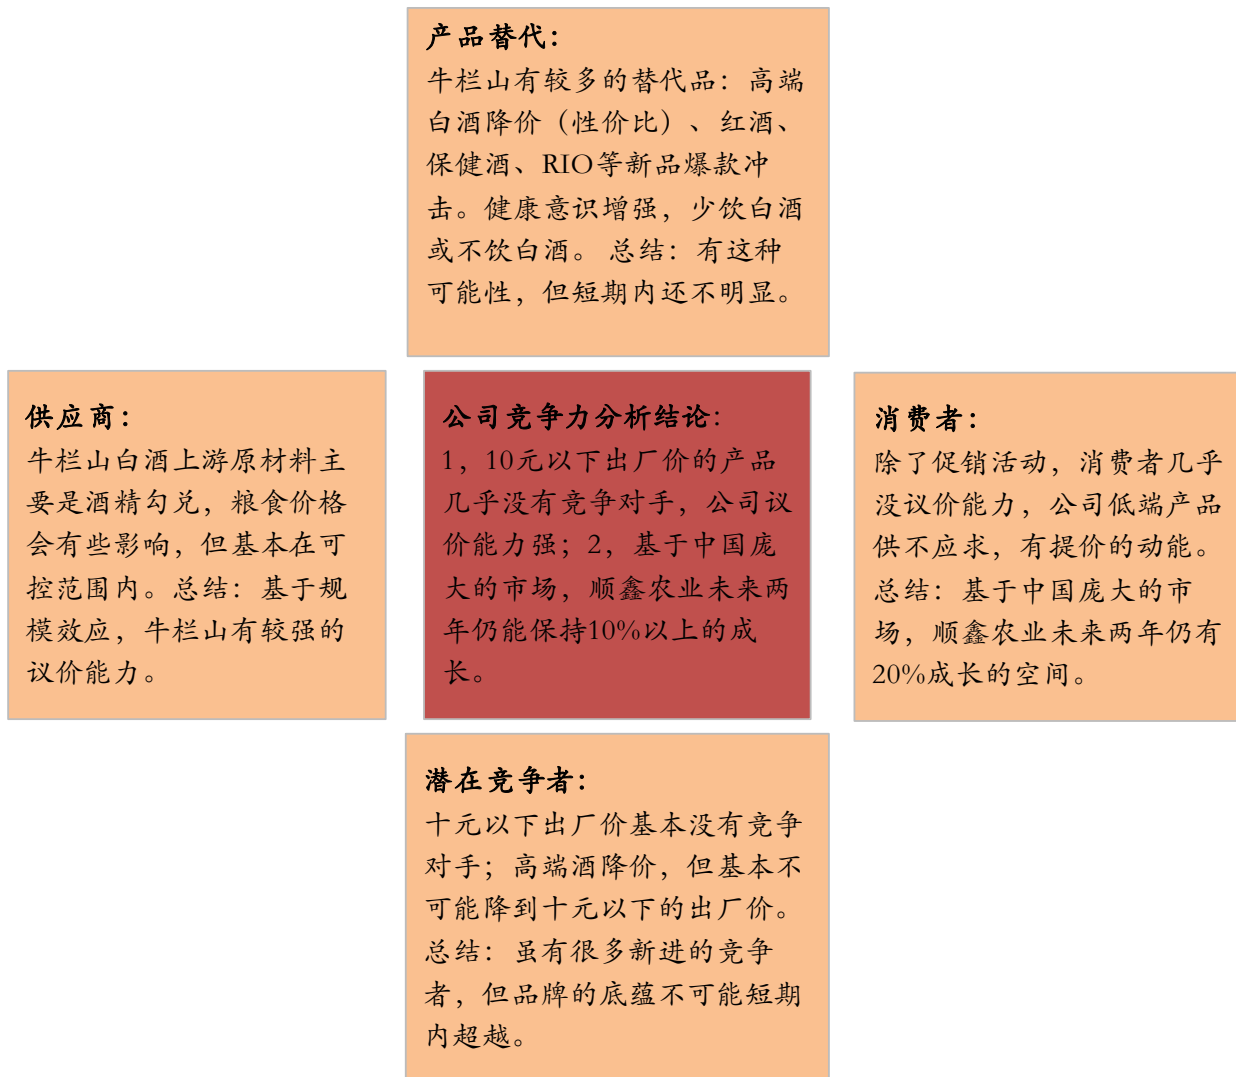 产品替代：
牛栏山有较多的替代品：高端
白酒降价（性价比）、红酒、
保健酒、RIO等新品爆款冲
击。健康意识增强，少饮白酒
或不饮白酒。 总结：有这种
可能性，但短期内还不明显。
供应商：
牛栏山白酒上游原材料主
要是酒精勾兑，粮食价格
会有些影响，但基本在可
控范围内。总结：基于规
模效应，牛栏山有较强的
议价能力。
公司竞争力分析结论：
1，10元以下出厂价的产品
几乎没有竞争对手，公司议
价能力强；2，基于中国庞
大的市场，顺鑫农业未来两
年仍能保持10%以上的成
长。
消费者：
除了促销活动，消费者几乎
没议价能力，公司低端产品
供不应求，有提价的动能。
总结：基于中国庞大的市
场，顺鑫农业未来两年仍有
20%成长的空间。
潜在竞争者：
十元以下出厂价基本没有竞争
对手；高端酒降价，但基本不
可能降到十元以下的出厂价。
总结：虽有很多新进的竞争
者，但品牌的底蕴不可能短期
内超越。